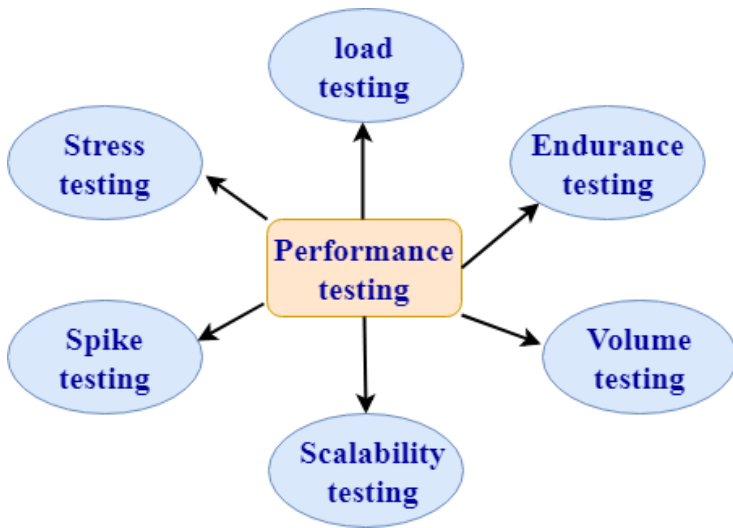 load
testing
Stress
testing
Endurance
testing
Performance
testing
Spike
testing
Volume
testing
Scalability
testing